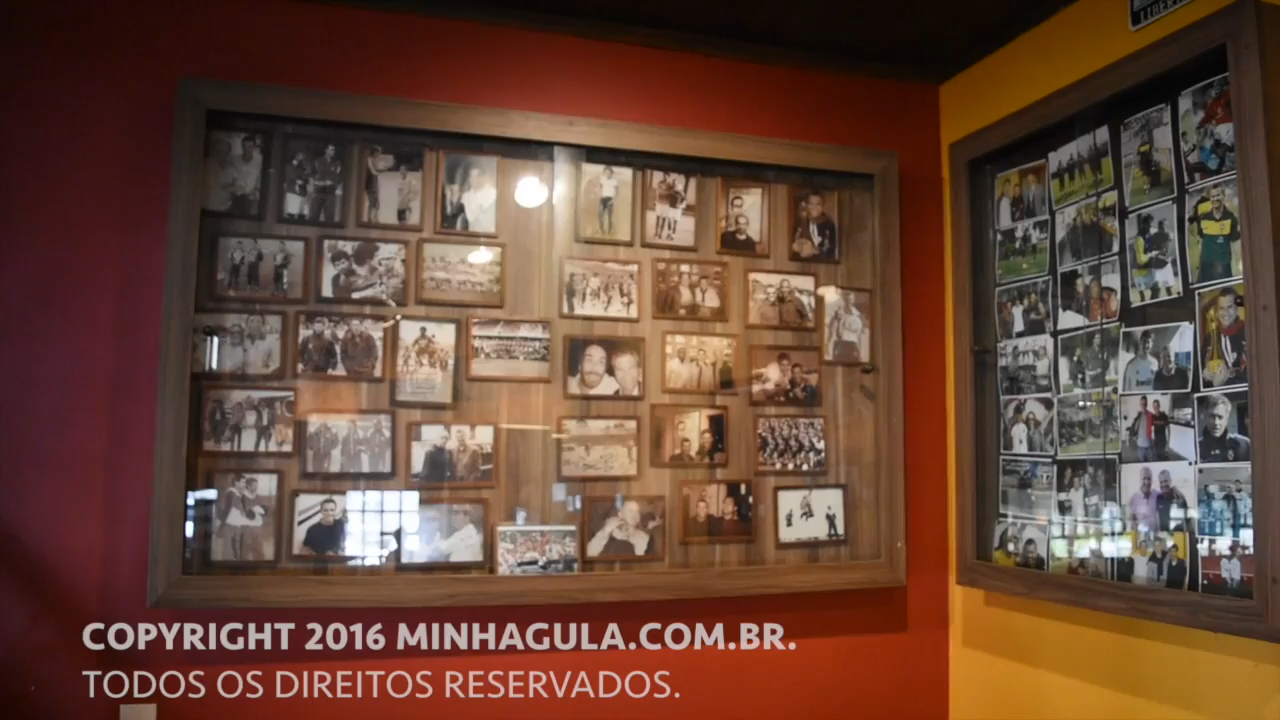 COPYRIGHT 2016 MINHAGULA.COM.BR.
TODOS OS DIREITOS RESERVADOS.